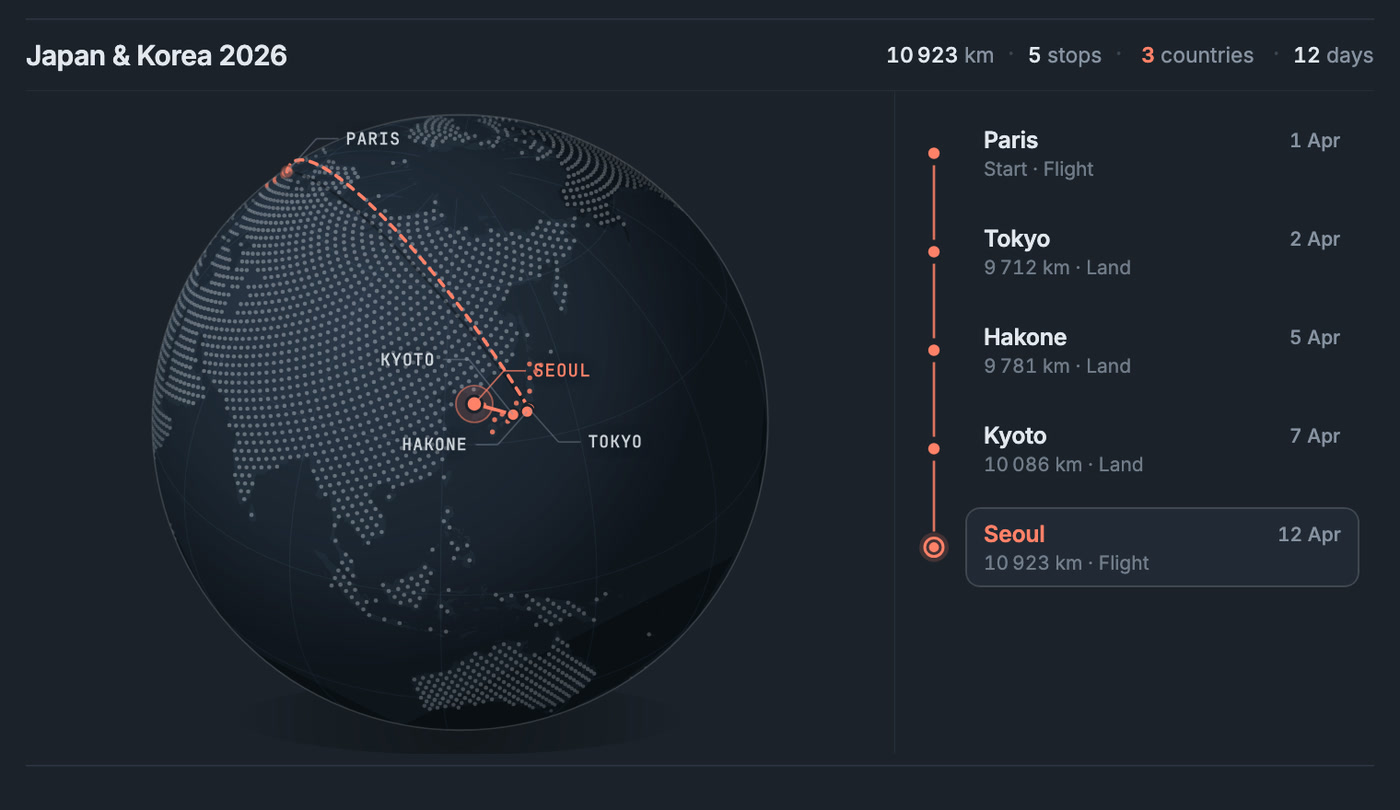 Japan & Korea 2026
10 923 km · 5 stops · 3 countries · 12 days
PARIS
KYOTO
SEOUL
HAKONE
TOKYO
Paris 1 Apr
Start · Flight
Tokyo 2 Apr
9 712 km · Land
Hakone 5 Apr
9 781 km · Land
Kyoto 7 Apr
10 086 km · Land
Seoul 12 Apr
10 923 km · Flight